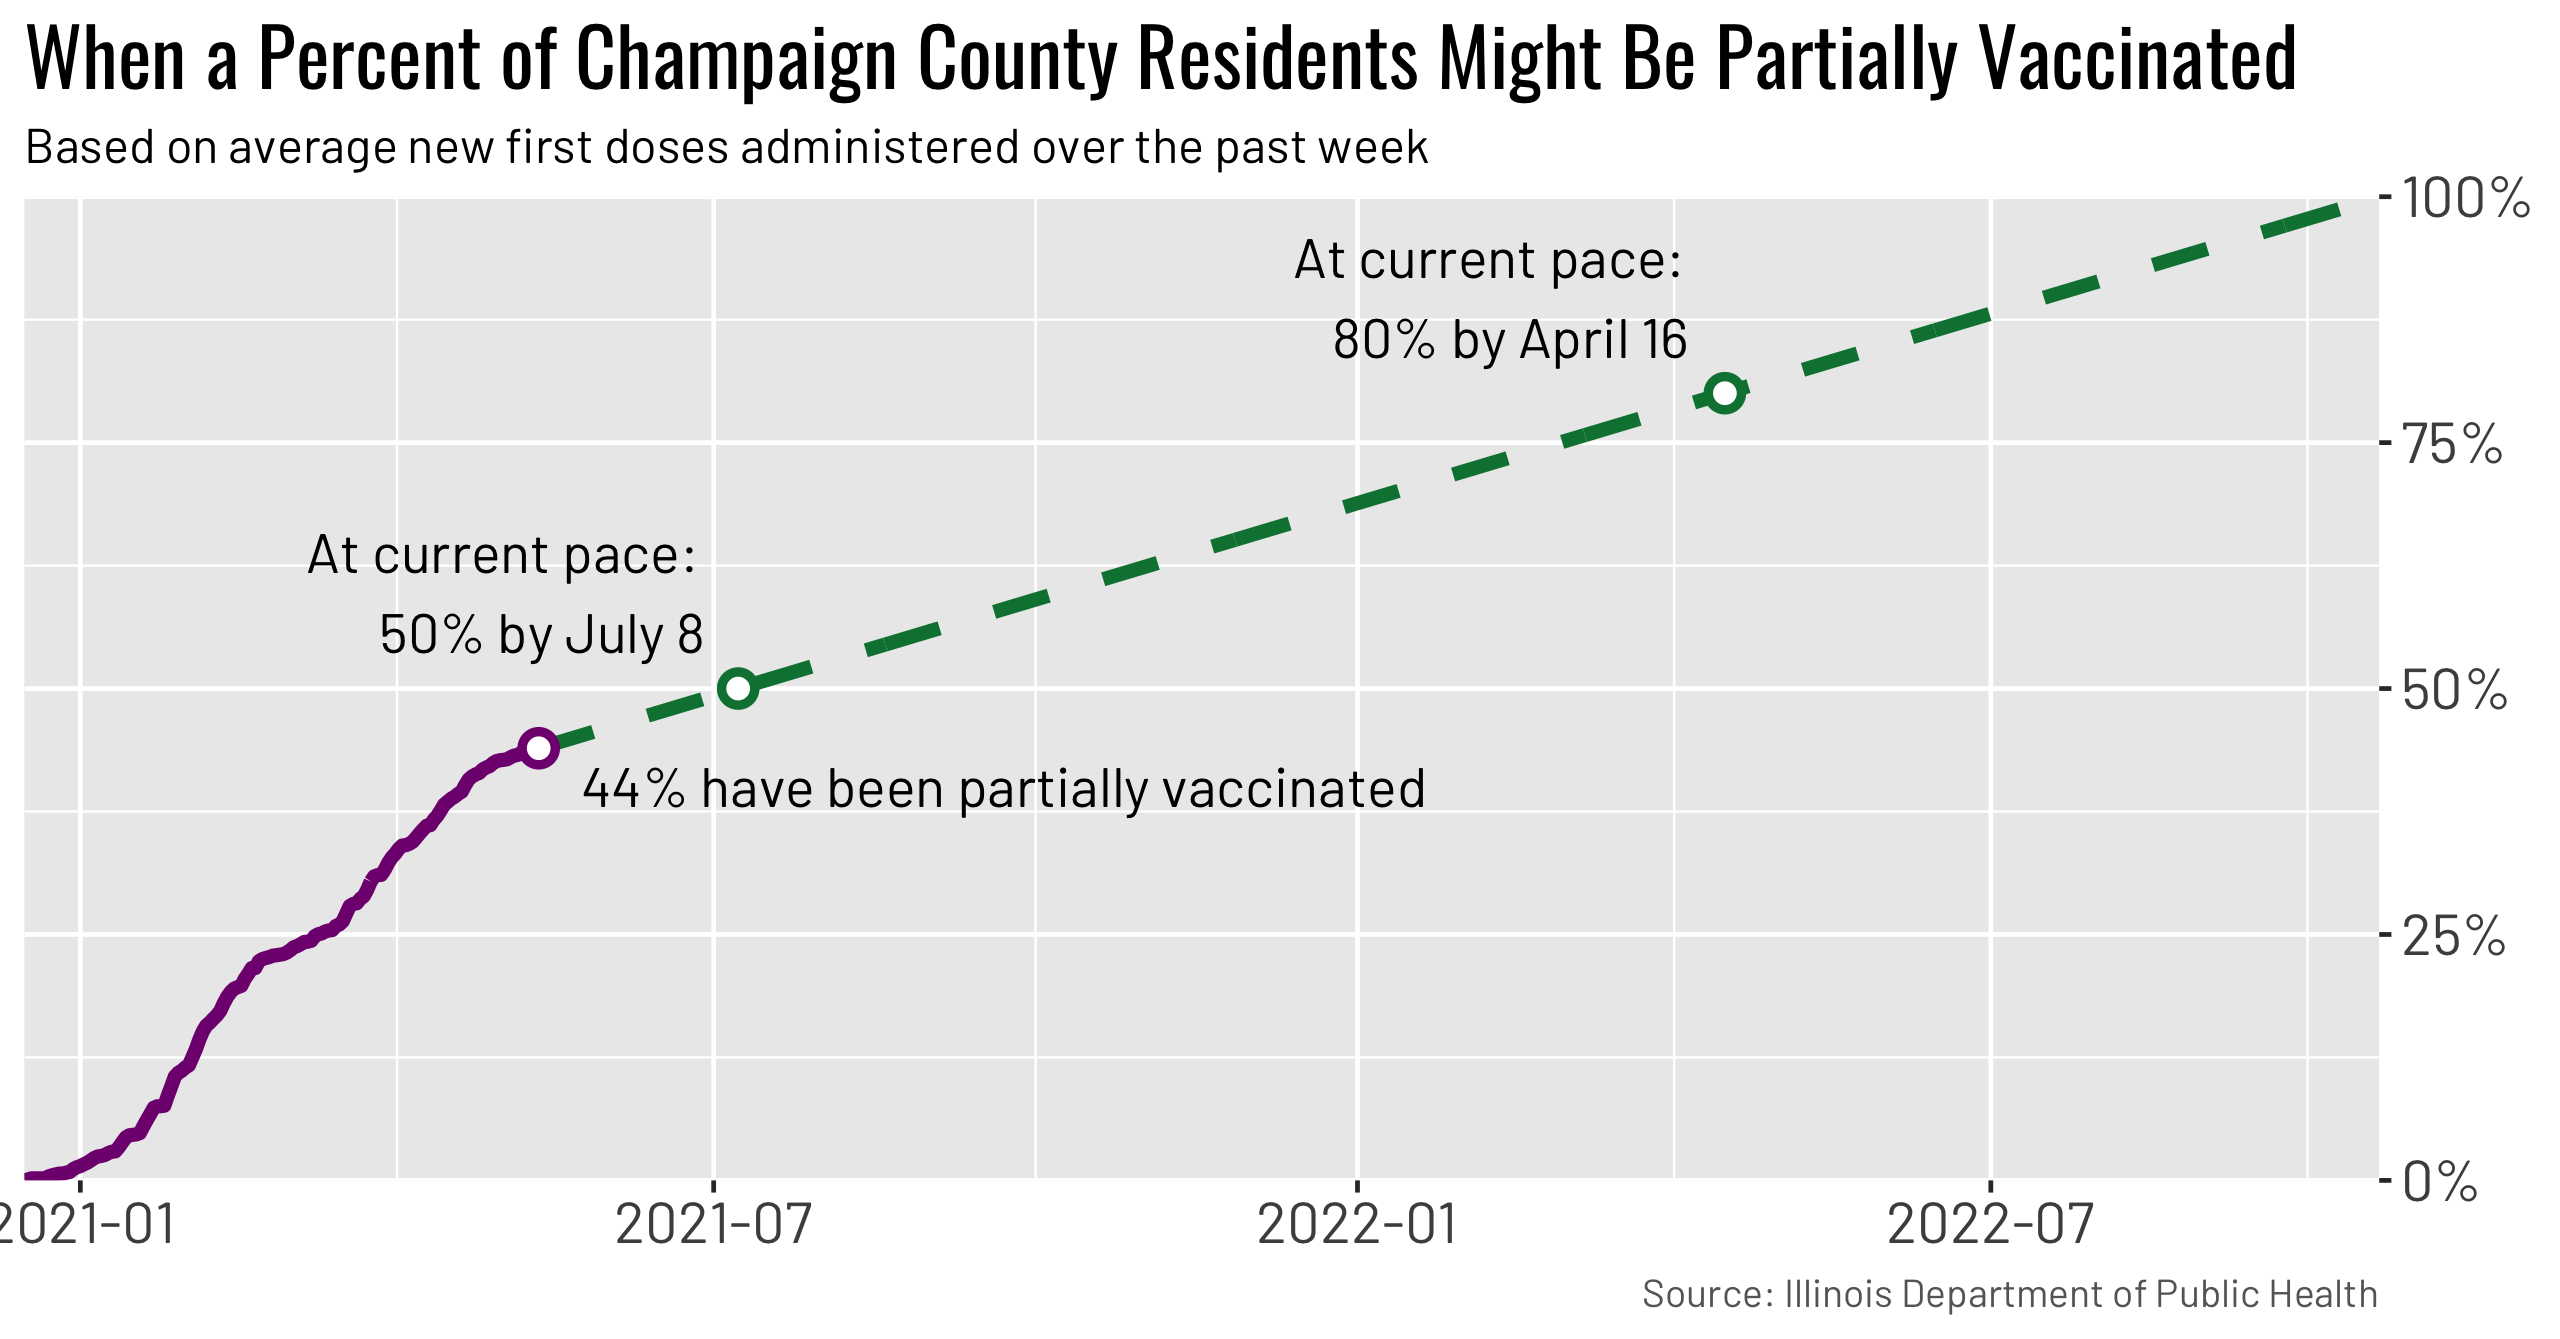 When a Percent of Champaign County Residents Might Be Partially Vaccinated
Based on average new first doses administered over the past week
100%
At current pace:
80% by April 16
75%
At current pace:
50% by July 8
50%
44% have been partially vaccinated
25%
0%
2021-01
2021-07
2022-01
2022-07
Source: Illinois Department of Public Health